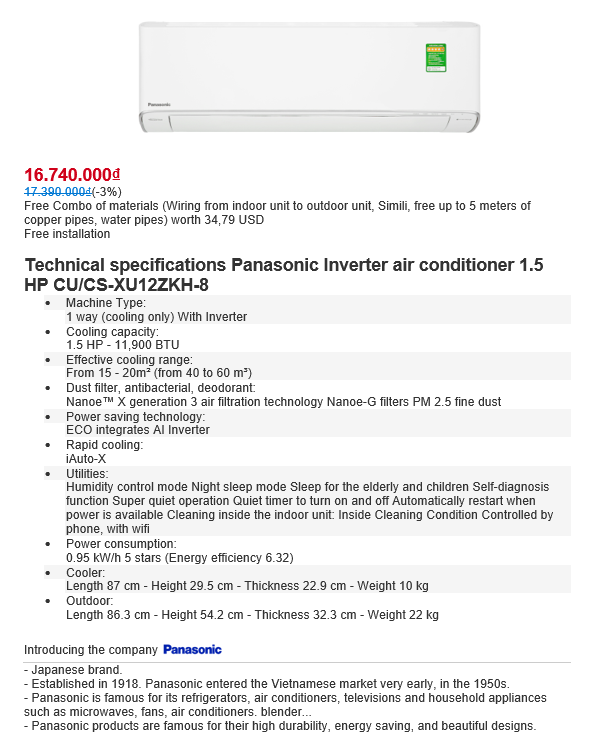 Panasonic
16.740.000₫
17.390.000₫(-3%)
Free Combo of materials (Wiring from indoor unit to outdoor unit, Simili, free up to 5 meters of
copper pipes, water pipes) worth 34,79 USD
Free installation
Technical specifications Panasonic Inverter air conditioner 1.5
HP CU/CS-XU12ZKH-8
• Machine Type:
1 way (cooling only) With Inverter
• Cooling capacity:
1.5 HP - 11,900 BTU
• Effective cooling range:
From 15 - 20m² (from 40 to 60 m³)
• Dust filter, antibacterial, deodorant:
Nanoe™ X generation 3 air filtration technology Nanoe-G filters PM 2.5 fine dust
• Power saving technology:
ECO integrates AI Inverter
• Rapid cooling:
iAuto-X
• Utilities:
Humidity control mode Night sleep mode Sleep for the elderly and children Self-diagnosis
function Super quiet operation Quiet timer to turn on and off Automatically restart when
power is available Cleaning inside the indoor unit: Inside Cleaning Condition Controlled by
phone, with wifi
• Power consumption:
0.95 kW/h 5 stars (Energy efficiency 6.32)
• Cooler:
Length 87 cm - Height 29.5 cm - Thickness 22.9 cm - Weight 10 kg
• Outdoor:
Length 86.3 cm - Height 54.2 cm - Thickness 32.3 cm - Weight 22 kg
Introducing the company Panasonic
- Japanese brand.
- Established in 1918. Panasonic entered the Vietnamese market very early, in the 1950s.
- Panasonic is famous for its refrigerators, air conditioners, televisions and household appliances
such as microwaves, fans, air conditioners. blender...
- Panasonic products are famous for their high durability, energy saving, and beautiful designs.